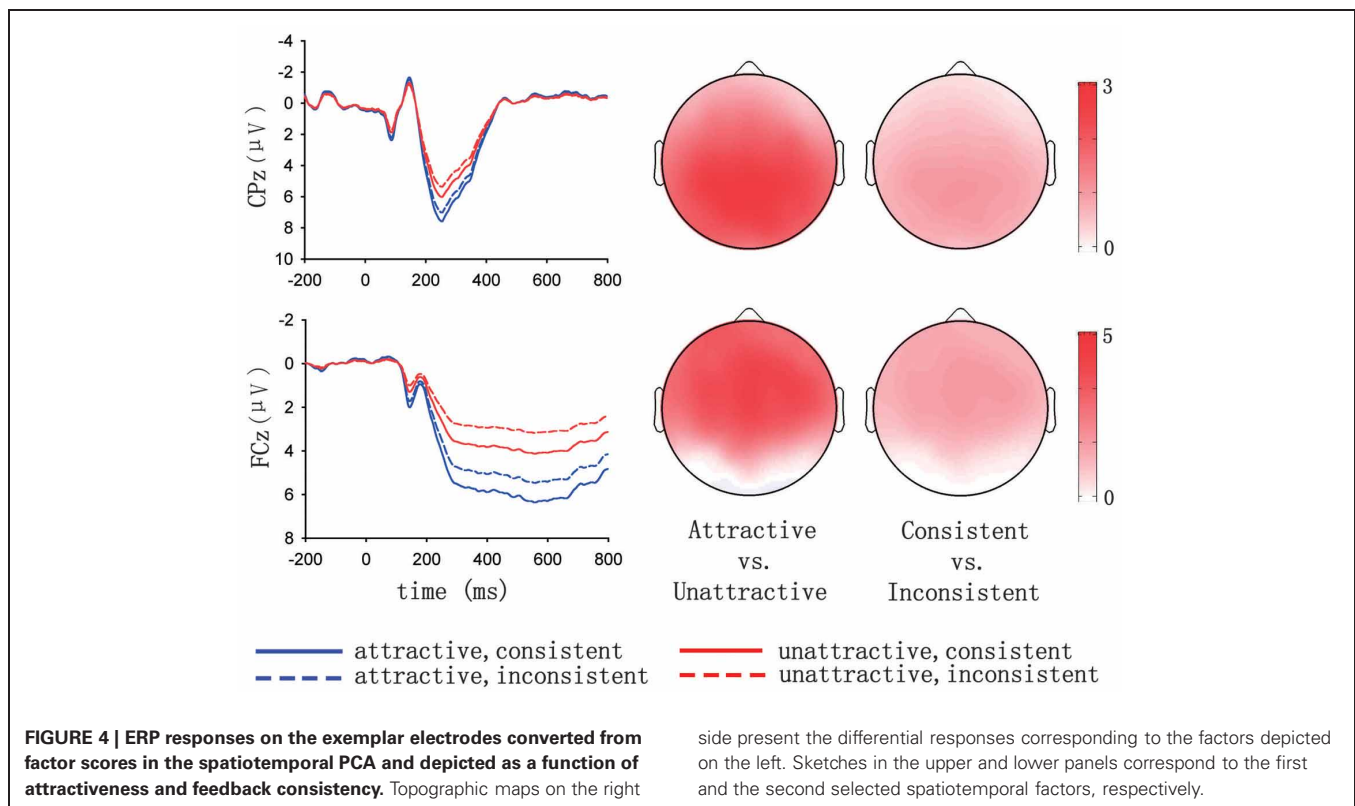 -4
-2
0
2
4
6
8
10
CPz(μV)
-200 0 200 400 600 800
3
0
-2
0
2
4
6
8
FCz(μV)
-200 0 200 400 600 800
time (ms)
5
0
Attractive
vs.
Unattractive
Consistent
vs.
Inconsistent
attractive, consistent
attractive, inconsistent
unattractive, consistent
unattractive, inconsistent
FIGURE 4 | ERP responses on the exemplar electrodes converted from
factor scores in the spatiotemporal PCA and depicted as a function of
attractiveness and feedback consistency. Topographic maps on the right
side present the differential responses corresponding to the factors depicted
on the left. Sketches in the upper and lower panels correspond to the first
and the second selected spatiotemporal factors, respectively.